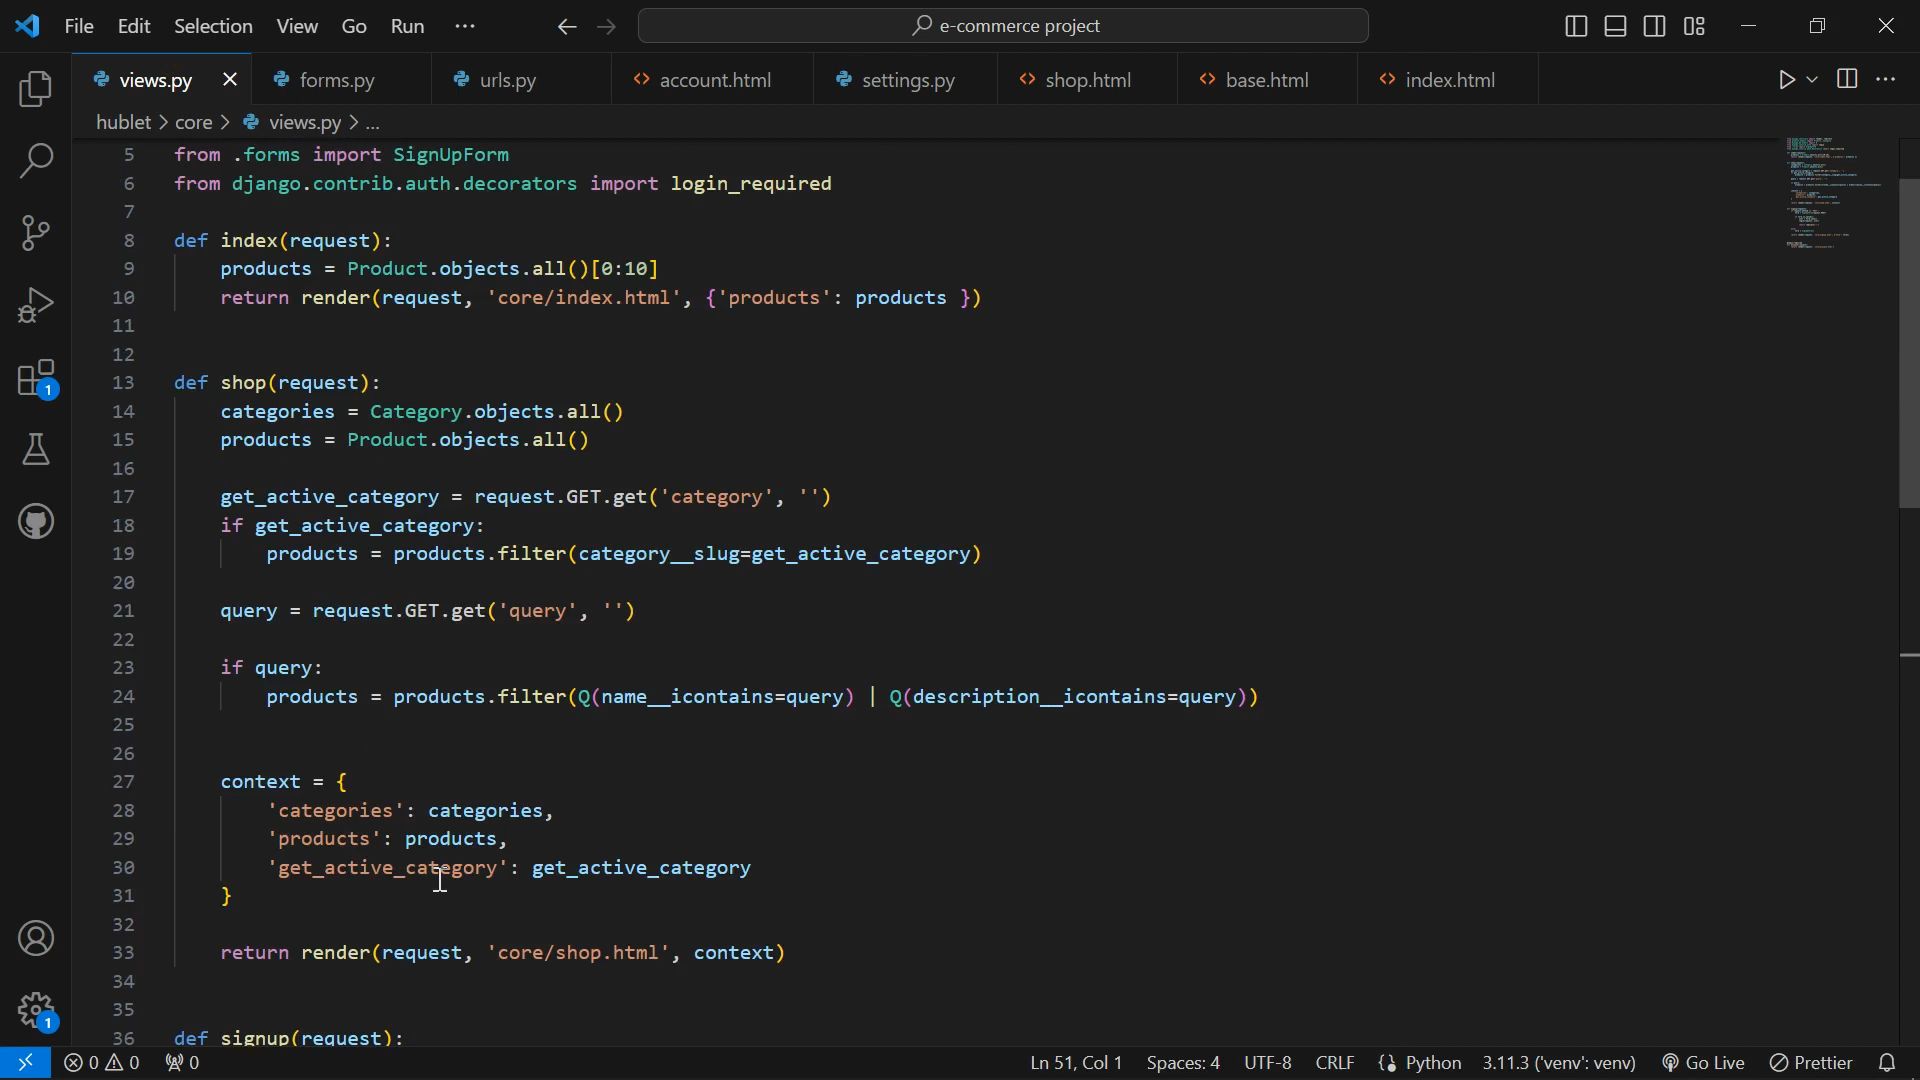 File Edit Selection View Go Run ··· e-commerce project
views.py forms.py urls.py account.html settings.py shop.html base.html index.html
hublet > core > views.py > ...
5 from .forms import SignUpForm
6 from django.contrib.auth.decorators import login_required
7
8 def index(request):
9     products = Product.objects.all()[0:10]
10     return render(request, 'core/index.html', {'products': products })
11
12
13 def shop(request):
14     categories = Category.objects.all()
15     products = Product.objects.all()
16
17     get_active_category = request.GET.get('category', '')
18     if get_active_category:
19         products = products.filter(category__slug=get_active_category)
20
21     query = request.GET.get('query', '')
22
23     if query:
24         products = products.filter(Q(name__icontains=query) | Q(description__icontains=query))
25
26
27     context = {
28         'categories': categories,
29         'products': products,
30         'get_active_category': get_active_category
31     }
32
33     return render(request, 'core/shop.html', context)
34
35
36 def signup(request):
1
1
0 0 0 Ln 51, Col 1 Spaces: 4 UTF-8 CRLF Python 3.11.3 ('venv': venv) Go Live Prettier